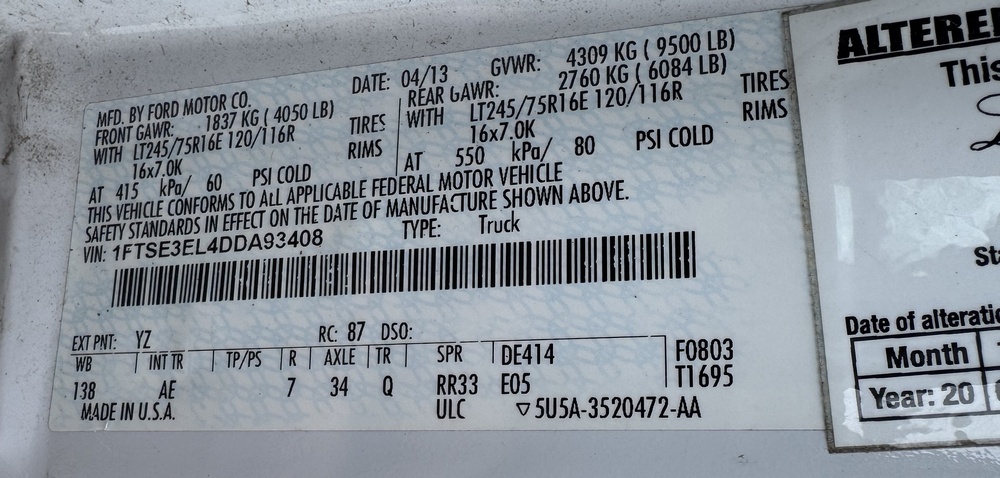 MFD. BY FORD MOTOR CO. DATE: 04/13 GVWR: 4309 KG ( 9500 LB)
FRONT GAWR: 1837 KG ( 4050 LB) REAR GAWR: 2760 KG ( 6084 LB)
WITH LT245/75R16E 120/116R TIRES WITH LT245/75R16E 120/116R TIRES
16x7.0K RIMS 16x7.0K RIMS
AT 415 kPa/ 60 PSI COLD AT 550 kPa/ 80 PSI COLD
THIS VEHICLE CONFORMS TO ALL APPLICABLE FEDERAL MOTOR VEHICLE
SAFETY STANDARDS IN EFFECT ON THE DATE OF MANUFACTURE SHOWN ABOVE.
VIN: 1FTSE3EL4DDA93408 TYPE: Truck
EXT PNT: YZ RC: 87 DSO:
WB INT TR TP/PS R AXLE TR SPR DE414 F0803
138 AE 7 34 Q RR33 E05 T1695
MADE IN U.S.A. ULC ▽5U5A-3520472-AA
ALTERE
This
Sta
Date of alteratio
Month
Year: 20